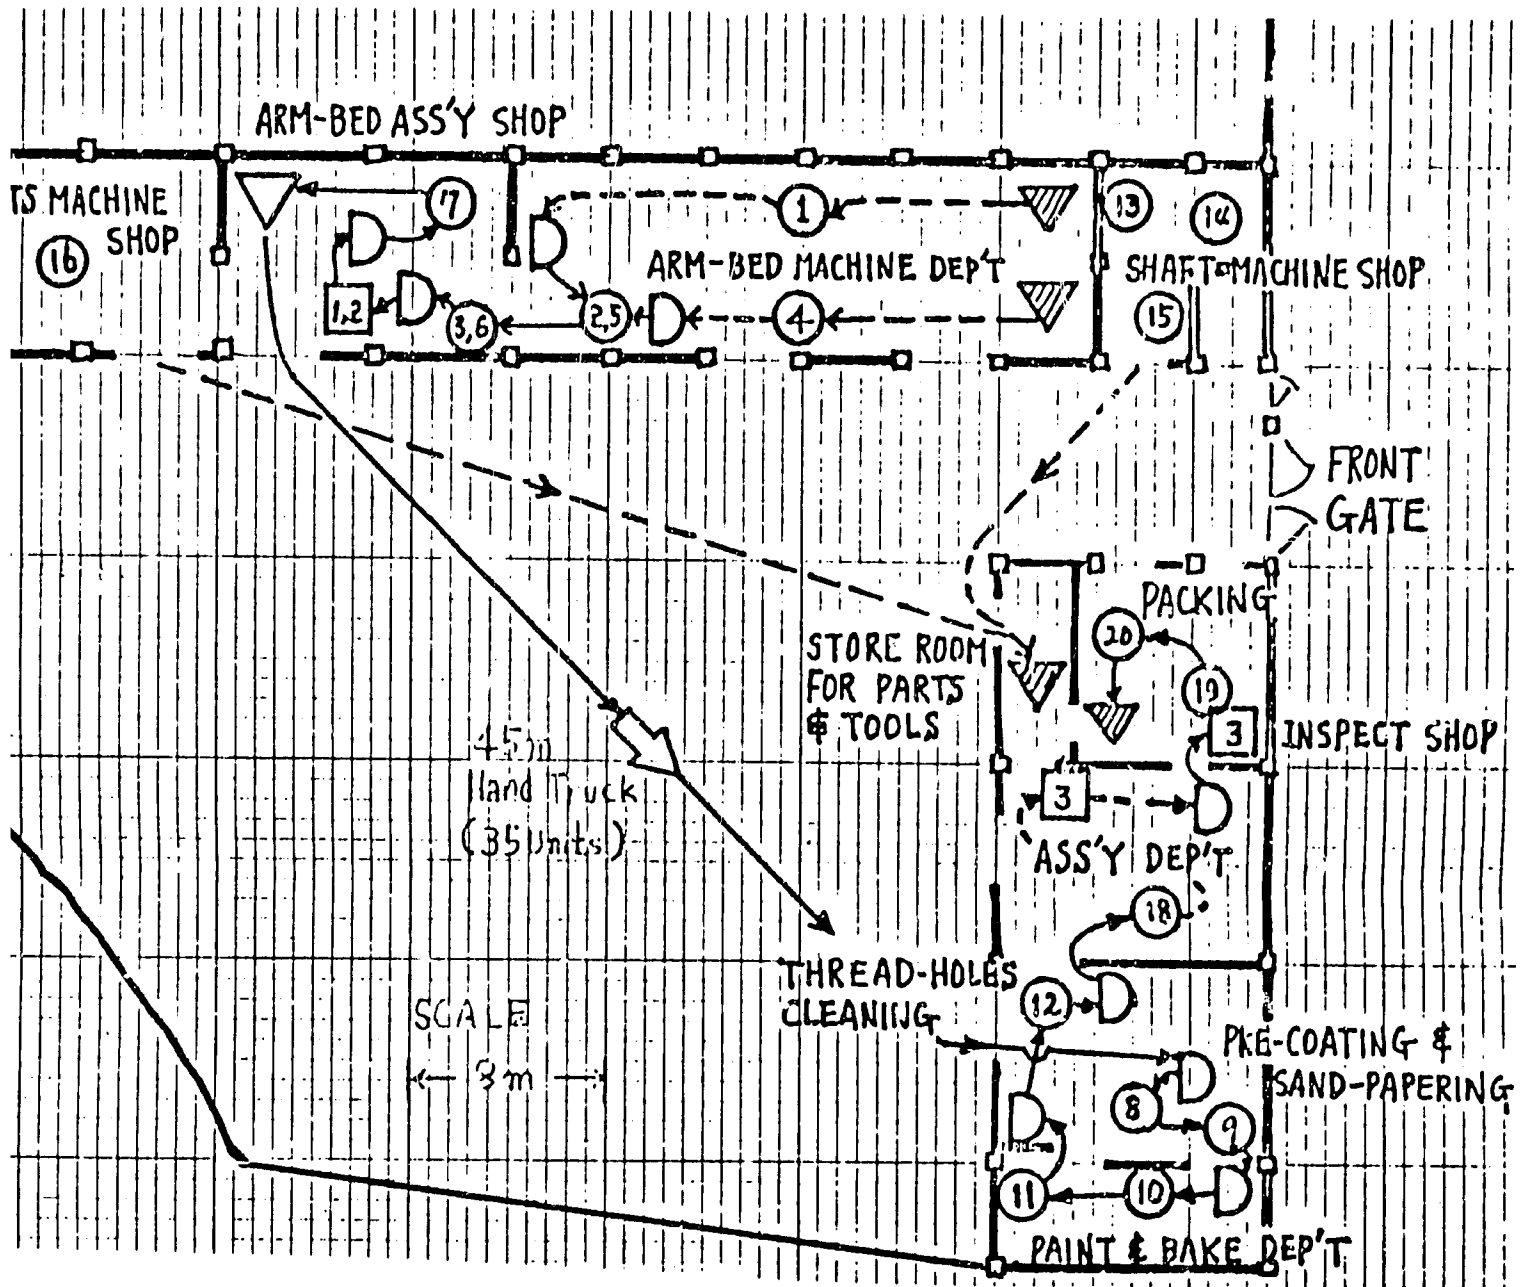 ARM-BED ASS'Y SHOP
TS MACHINE
SHOP
16
7
1
13
14
ARM-BED MACHINE DEP'T
SHAFT-MACHINE SHOP
1,2
3,6
2,5
4
15
FRONT
GATE
PACKING
20
STORE ROOM
FOR PARTS
& TOOLS
19
3
INSPECT SHOP
45m
Hand Truck
(35 Units)
3
ASS'Y DEP'T
18
THREAD-HOLES
CLEANING
12
SCALE
3m
PRE-COATING &
SAND-PAPERING
8
9
11
10
PAINT & BAKE DEP'T